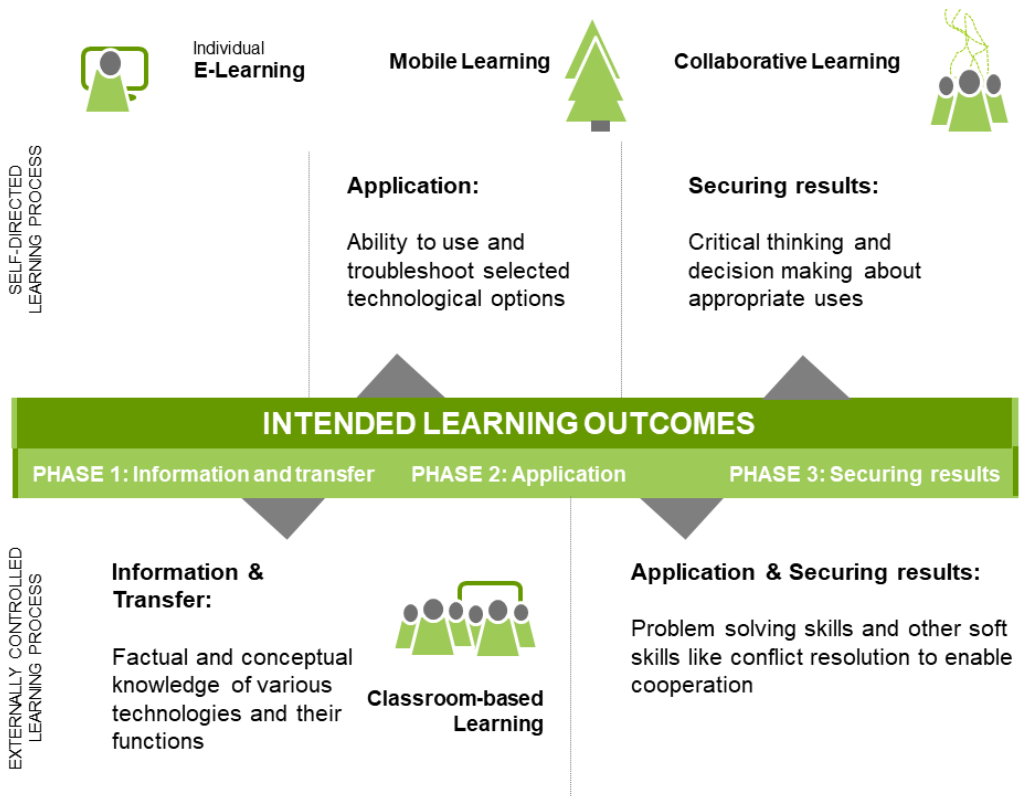 Individual
E-Learning
Mobile Learning
Collaborative Learning
SELF-DIRECTED
LEARNING PROCESS
Application:
Ability to use and
troubleshoot selected
technological options
Securing results:
Critical thinking and
decision making about
appropriate uses
INTENDED LEARNING OUTCOMES
PHASE 1: Information and transfer
PHASE 2: Application
PHASE 3: Securing results
EXTERNALLY CONTROLLED
LEARNING PROCESS
Information &
Transfer:
Factual and conceptual
knowledge of various
technologies and their
functions
Classroom-based
Learning
Application & Securing results:
Problem solving skills and other soft
skills like conflict resolution to enable
cooperation